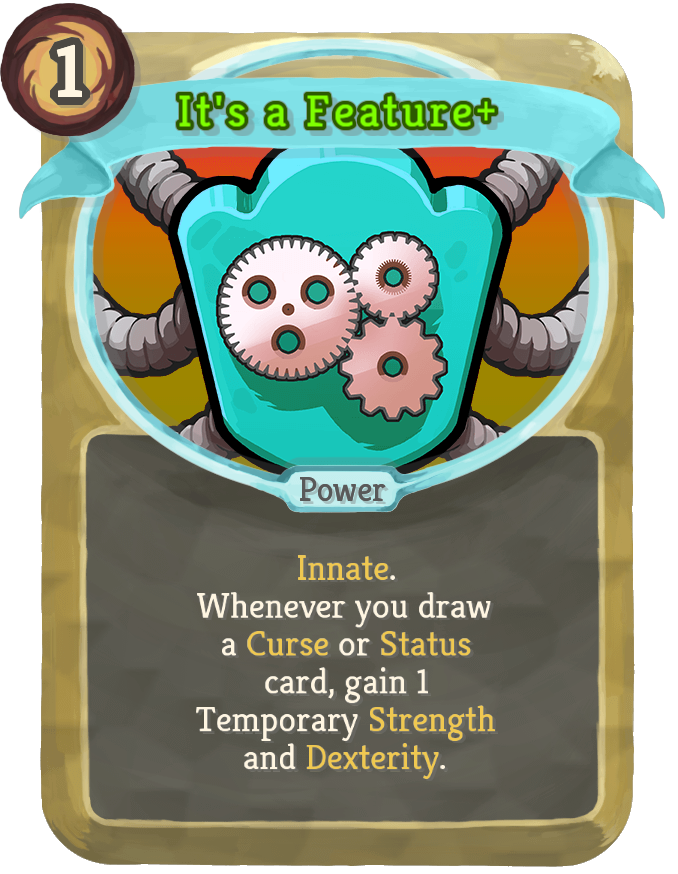 1
It's a Feature+
Power
Innate.
Whenever you draw
a Curse or Status
card, gain 1
Temporary Strength
and Dexterity.